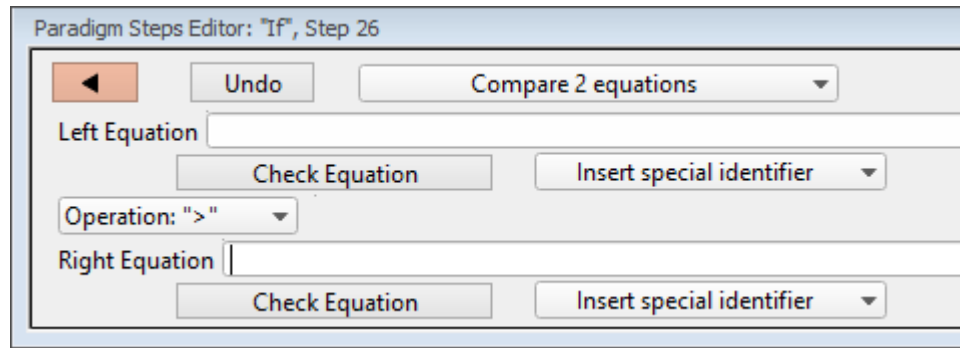 Paradigm Steps Editor: "If", Step 26
Undo Compare 2 equations
Left Equation
Check Equation Insert special identifier
Operation: ">"
Right Equation
Check Equation Insert special identifier